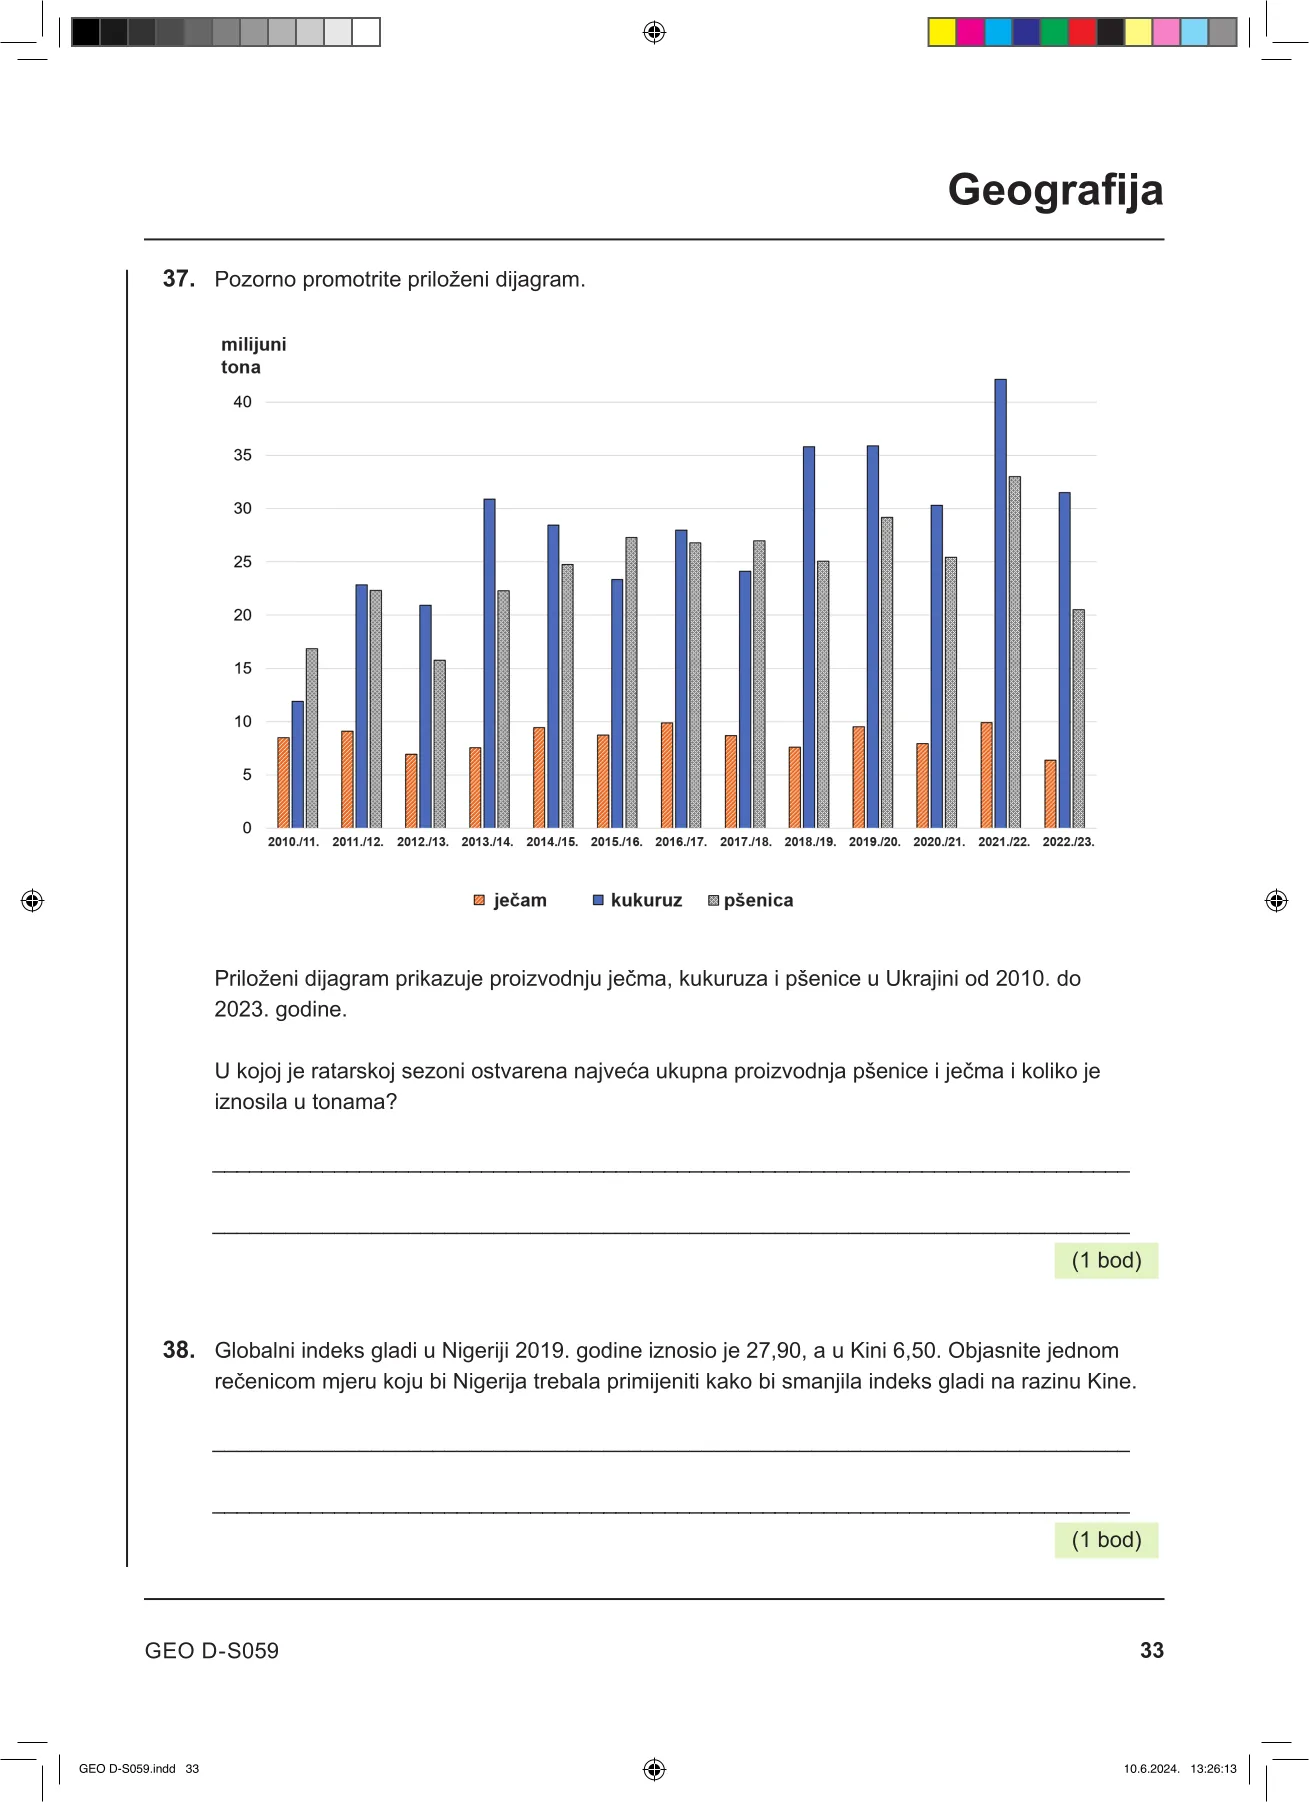 Geografija
37. Pozorno promotrite priloženi dijagram.
milijuni
tona
40
35
30
25
20
15
10
5
0
2010./11. 2011./12. 2012./13. 2013./14. 2014./15. 2015./16. 2016./17. 2017./18. 2018./19. 2019./20. 2020./21. 2021./22. 2022./23.
ječam kukuruz pšenica
Priloženi dijagram prikazuje proizvodnju ječma, kukuruza i pšenice u Ukrajini od 2010. do
2023. godine.
U kojoj je ratarskoj sezoni ostvarena najveća ukupna proizvodnja pšenice i ječma i koliko je
iznosila u tonama?
(1 bod)
38. Globalni indeks gladi u Nigeriji 2019. godine iznosio je 27,90, a u Kini 6,50. Objasnite jednom
rečenicom mjeru koju bi Nigerija trebala primijeniti kako bi smanjila indeks gladi na razinu Kine.
(1 bod)
GEO D-S059 33
GEO D-S059.indd 33 10.6.2024. 13:26:13